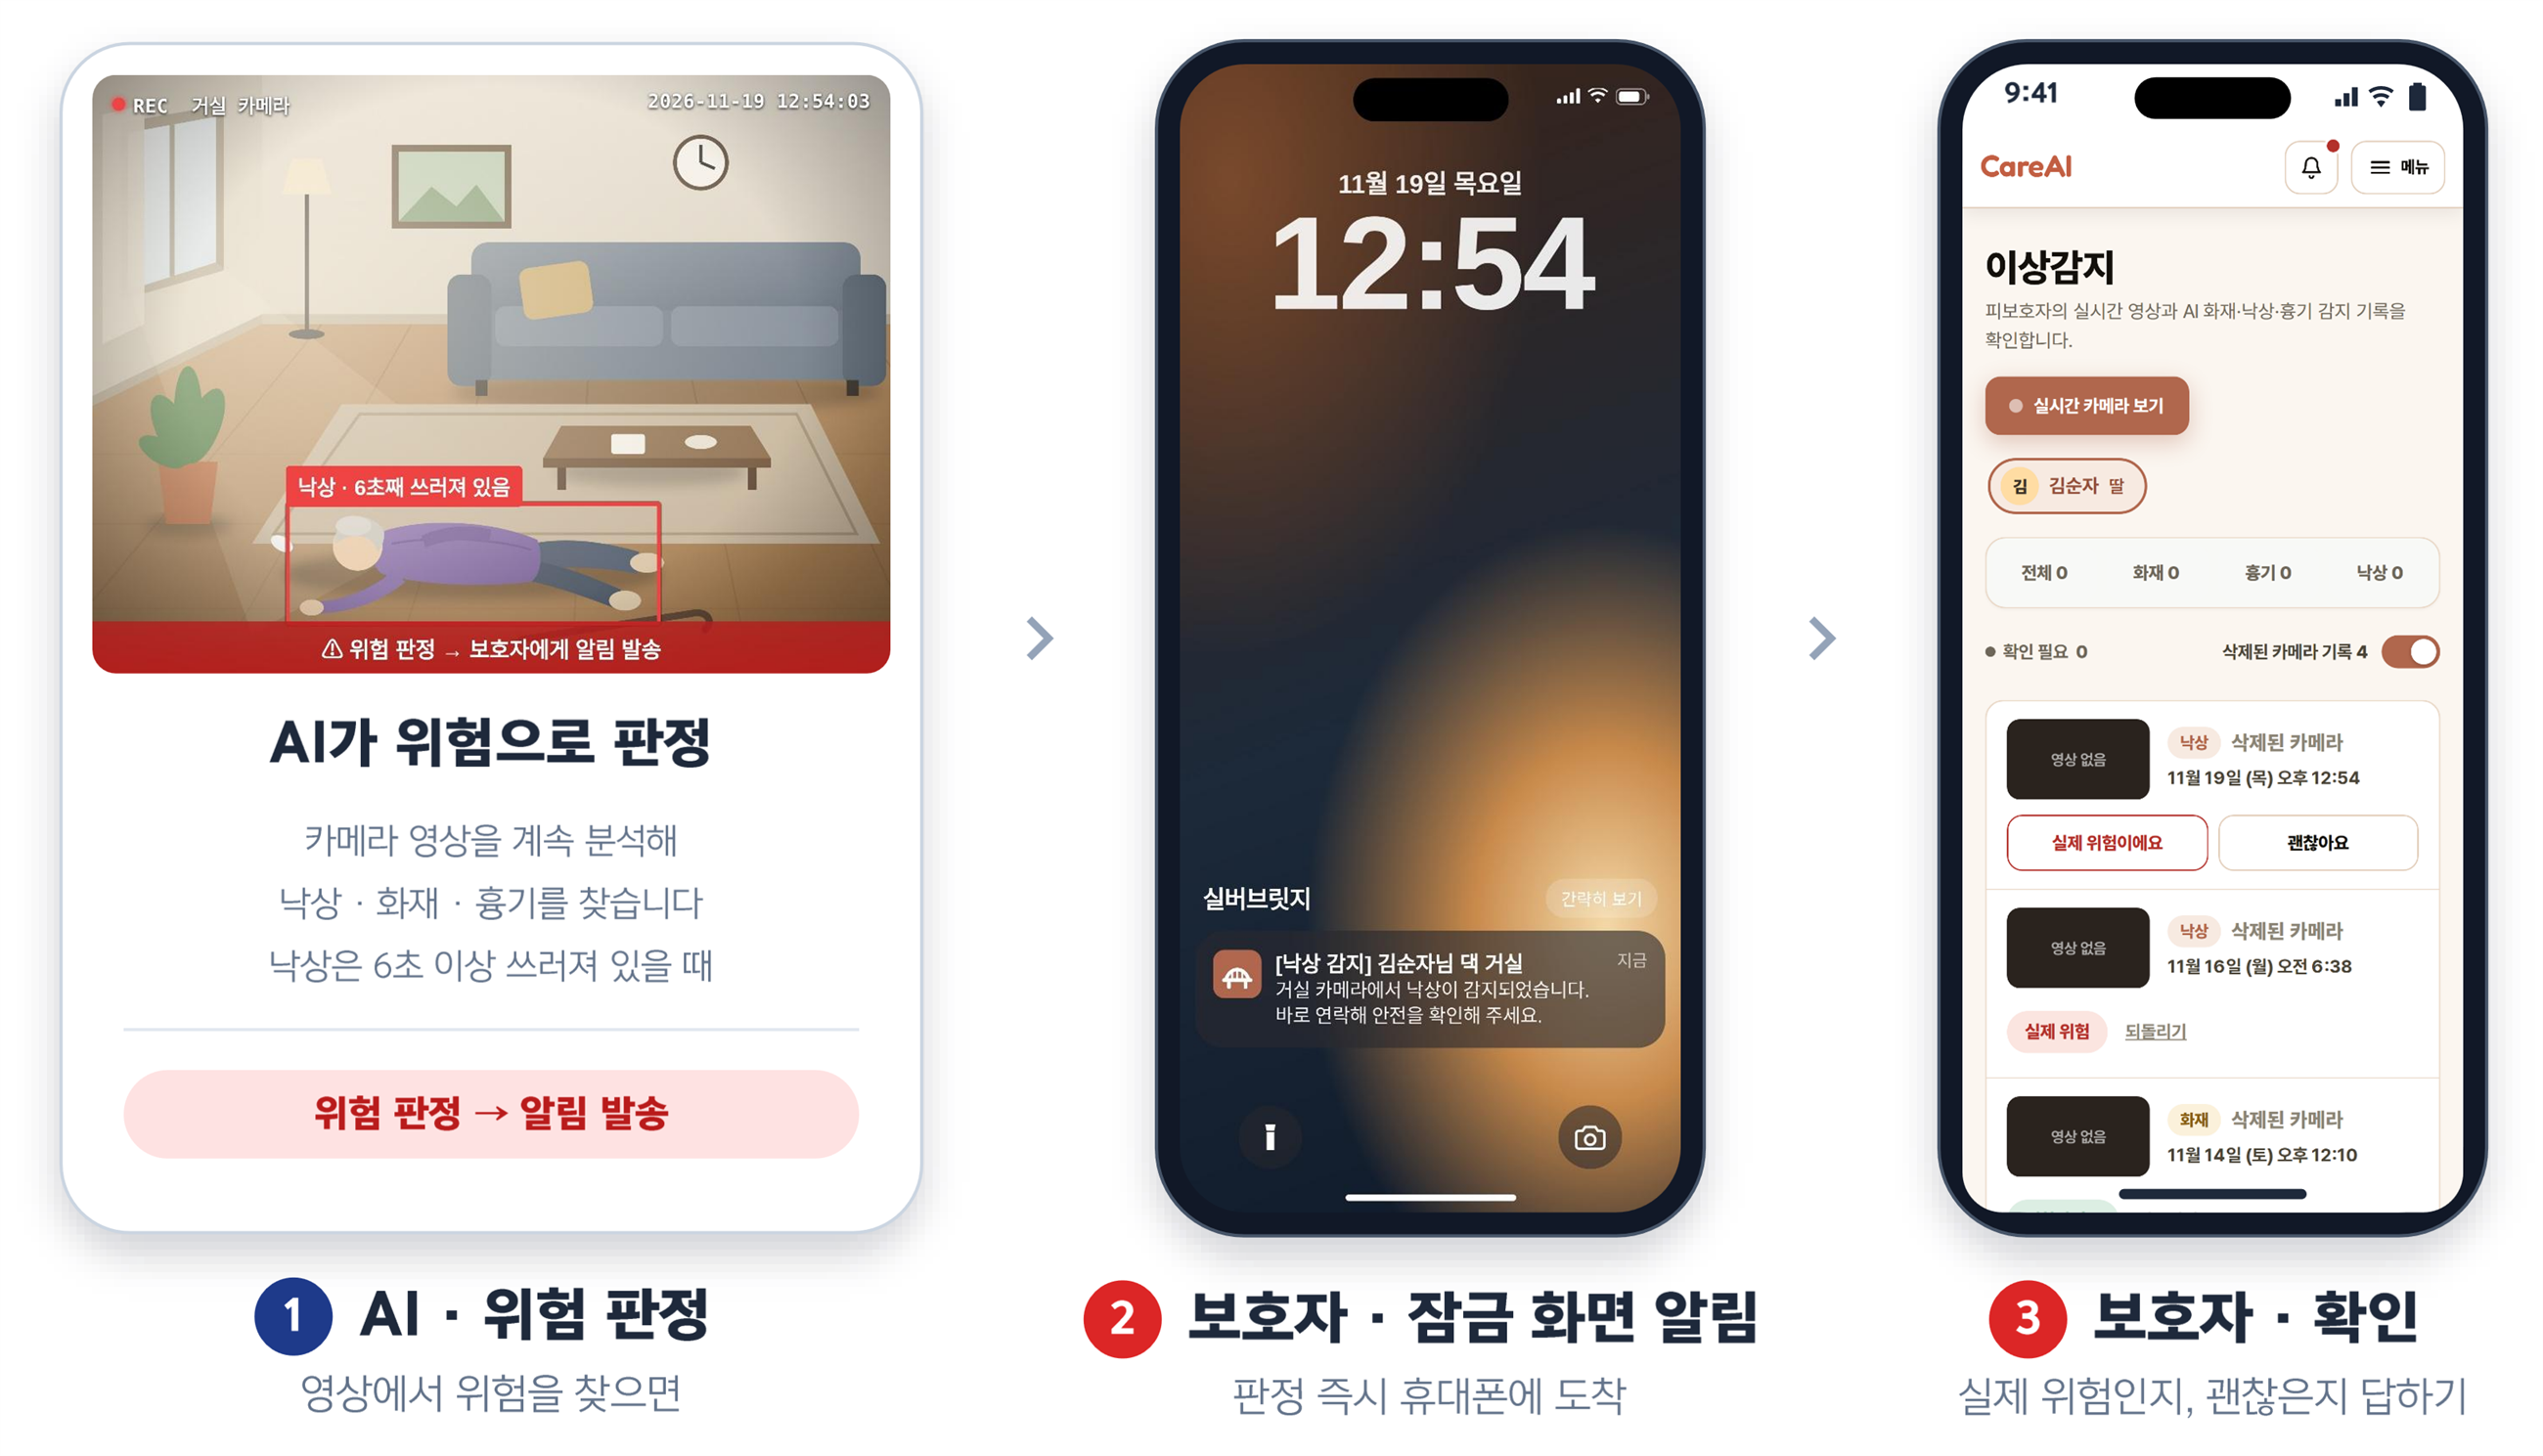 REC 거실 카메라
2026-11-19 12:54:03
낙상 · 6초째 쓰러져 있음
⚠ 위험 판정 → 보호자에게 알림 발송
AI가 위험으로 판정
카메라 영상을 계속 분석해
낙상 · 화재 · 흉기를 찾습니다
낙상은 6초 이상 쓰러져 있을 때
위험 판정 → 알림 발송
1 AI · 위험 판정
영상에서 위험을 찾으면
11월 19일 목요일
12:54
실버브릿지
간략히 보기
[낙상 감지] 김순자님 댁 거실
지금
거실 카메라에서 낙상이 감지되었습니다.
바로 연락해 안전을 확인해 주세요.
2 보호자 · 잠금 화면 알림
판정 즉시 휴대폰에 도착
9:41
CareAI
메뉴
이상감지
피보호자의 실시간 영상과 AI 화재·낙상·흉기 감지 기록을
확인합니다.
실시간 카메라 보기
김 김순자 딸
전체 0 화재 0 흉기 0 낙상 0
확인 필요 0
삭제된 카메라 기록 4
영상 없음
낙상 삭제된 카메라
11월 19일 (목) 오후 12:54
실제 위험이에요
괜찮아요
영상 없음
낙상 삭제된 카메라
11월 16일 (월) 오전 6:38
실제 위험 되돌리기
영상 없음
화재 삭제된 카메라
11월 14일 (토) 오후 12:10
3 보호자 · 확인
실제 위험인지, 괜찮은지 답하기